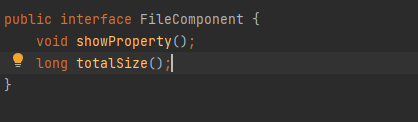 public interface FileComponent {
    void showProperty();
    long totalSize();
}